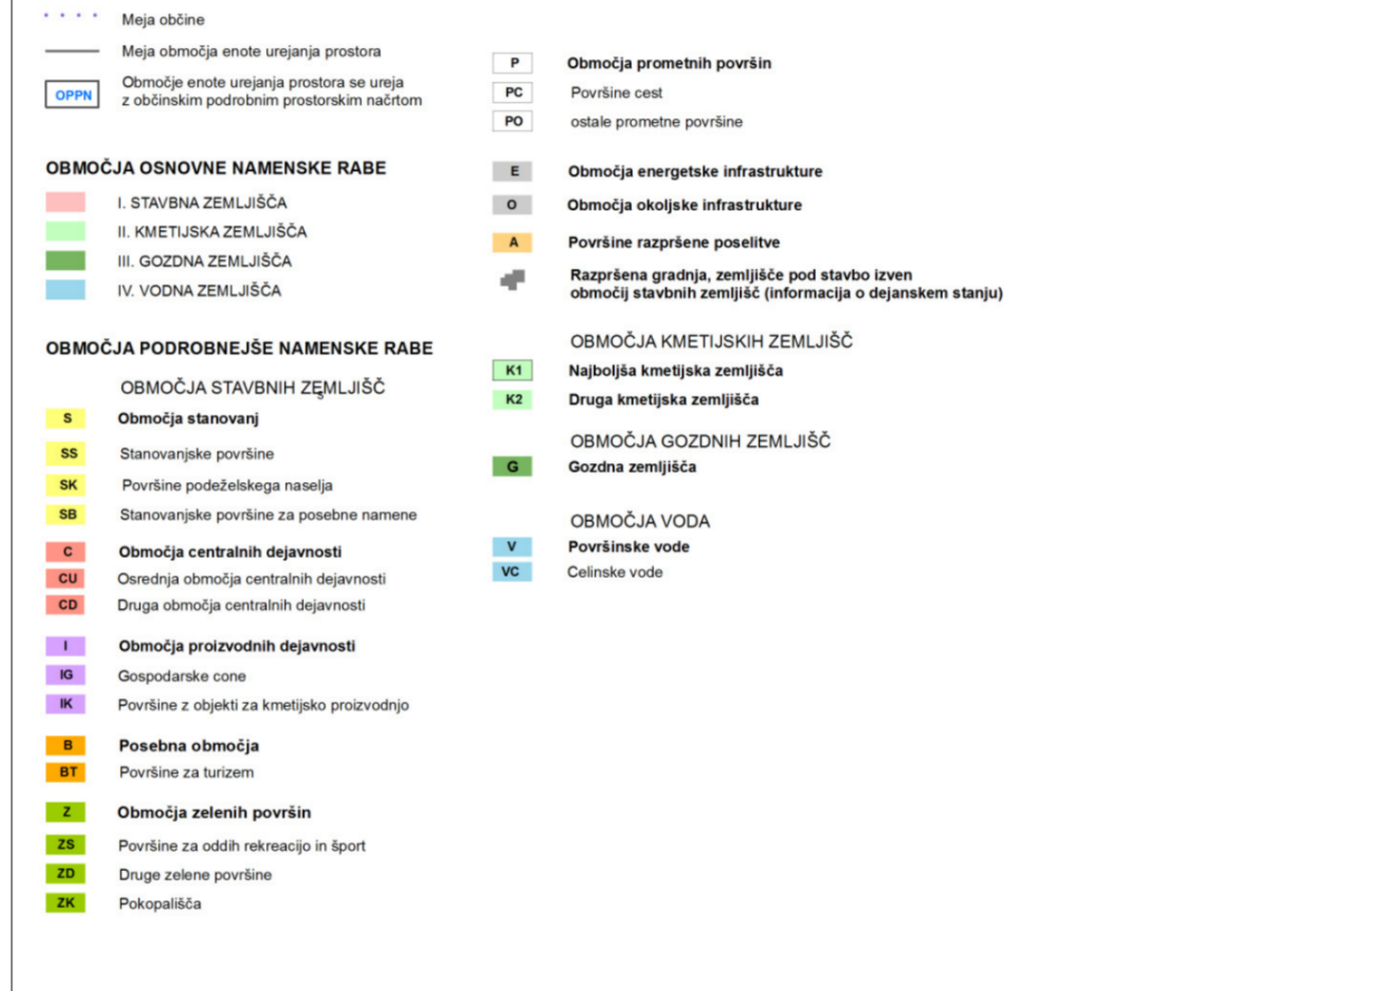 Meja občine
Meja območja enote urejanja prostora
OPPN Območje enote urejanja prostora se ureja
z občinskim podrobnim prostorskim načrtom
OBMOČJA OSNOVNE NAMENSKE RABE
I. STAVBNA ZEMLJIŠČA
II. KMETIJSKA ZEMLJIŠČA
III. GOZDNA ZEMLJIŠČA
IV. VODNA ZEMLJIŠČA
OBMOČJA PODROBNEJŠE NAMENSKE RABE
OBMOČJA STAVBNIH ZEMLJIŠČ
S Območja stanovanj
SS Stanovanjske površine
SK Površine podeželskega naselja
SB Stanovanjske površine za posebne namene
C Območja centralnih dejavnosti
CU Osrednja območja centralnih dejavnosti
CD Druga območja centralnih dejavnosti
I Območja proizvodnih dejavnosti
IG Gospodarske cone
IK Površine z objekti za kmetijsko proizvodnjo
B Posebna območja
BT Površine za turizem
Z Območja zelenih površin
ZS Površine za oddih rekreacijo in šport
ZD Druge zelene površine
ZK Pokopališča
P Območja prometnih površin
PC Površine cest
PO ostale prometne površine
E Območja energetske infrastrukture
O Območja okoljske infrastrukture
A Površine razpršene poselitve
Razpršena gradnja, zemljišče pod stavbo izven
območij stavbnih zemljišč (informacija o dejanskem stanju)
OBMOČJA KMETIJSKIH ZEMLJIŠČ
K1 Najboljša kmetijska zemljišča
K2 Druga kmetijska zemljišča
OBMOČJA GOZDNIH ZEMLJIŠČ
G Gozdna zemljišča
OBMOČJA VODA
V Površinske vode
VC Celinske vode